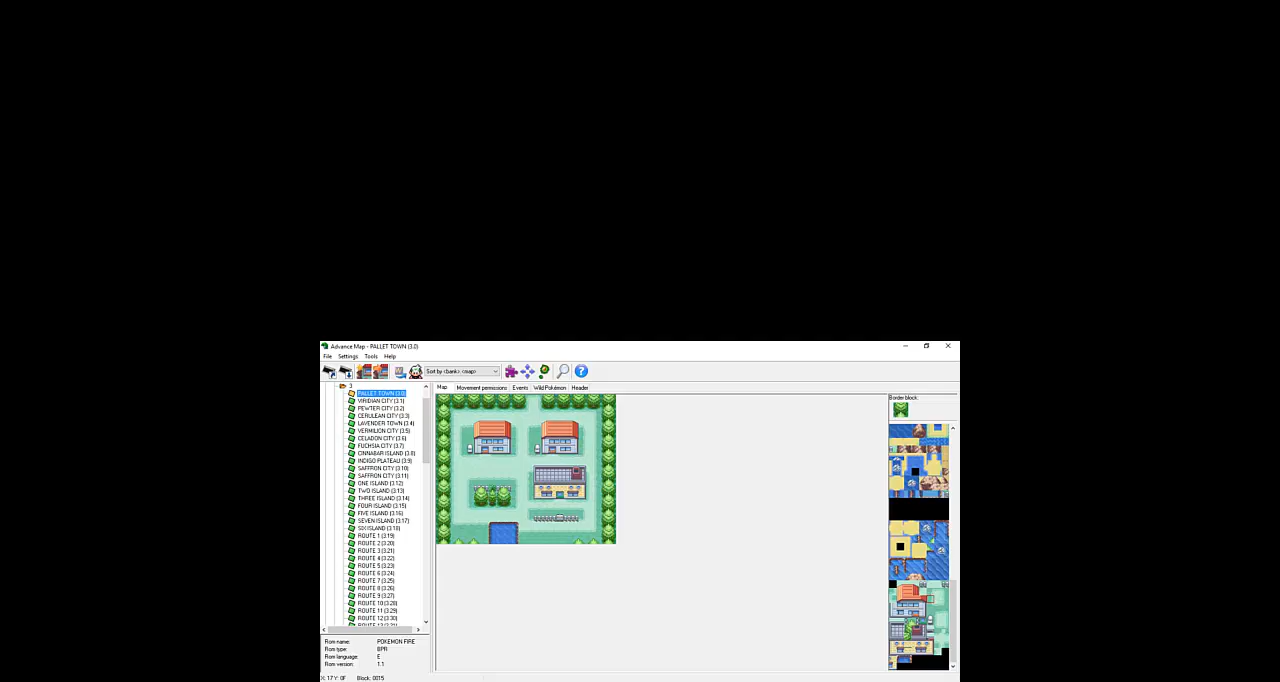 Advance Map - PALLET TOWN (3.0)
File Settings Tools Help
Sort by <bank>.<map>
3
PALLET TOWN (3.0)
VIRIDIAN CITY (3.1)
PEWTER CITY (3.2)
CERULEAN CITY (3.3)
LAVENDER TOWN (3.4)
VERMILION CITY (3.5)
CELADON CITY (3.6)
FUCHSIA CITY (3.7)
CINNABAR ISLAND (3.8)
INDIGO PLATEAU (3.9)
SAFFRON CITY (3.10)
SAFFRON CITY (3.11)
ONE ISLAND (3.12)
TWO ISLAND (3.13)
THREE ISLAND (3.14)
FOUR ISLAND (3.15)
FIVE ISLAND (3.16)
SEVEN ISLAND (3.17)
SIX ISLAND (3.18)
ROUTE 1 (3.19)
ROUTE 2 (3.20)
ROUTE 3 (3.21)
ROUTE 4 (3.22)
ROUTE 5 (3.23)
ROUTE 6 (3.24)
ROUTE 7 (3.25)
ROUTE 8 (3.26)
ROUTE 9 (3.27)
ROUTE 10 (3.28)
ROUTE 11 (3.29)
ROUTE 12 (3.30)
Map Movement permissions Events Wild Pokémon Header
Border block:
Rom name: POKEMON FIRE
Rom type: BPR
Rom language: E
Rom version: 1.1
X: 17 Y: 0F Block: 0015